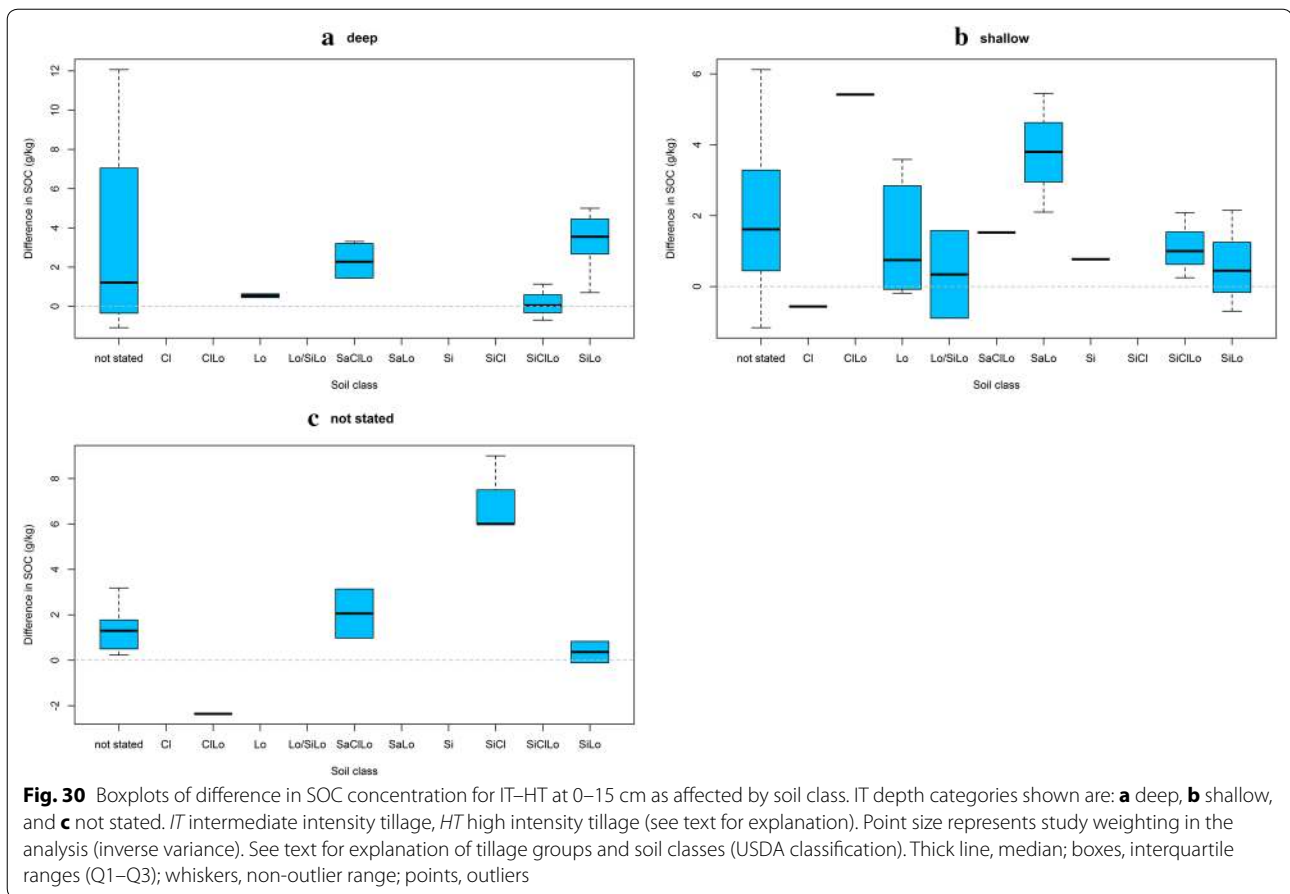 a deep
Difference in SOC (g/kg)
12
10
8
6
4
2
0
not stated Cl ClLo Lo Lo/SiLo SaClLo SaLo Si SiCl SiClLo SiLo
Soil class
b shallow
Difference in SOC (g/kg)
6
4
2
0
not stated Cl ClLo Lo Lo/SiLo SaClLo SaLo Si SiCl SiClLo SiLo
Soil class
c not stated
Difference in SOC (g/kg)
8
6
4
2
0
-2
not stated Cl ClLo Lo Lo/SiLo SaClLo SaLo Si SiCl SiClLo SiLo
Soil class
Fig. 30 Boxplots of difference in SOC concentration for IT–HT at 0–15 cm as affected by soil class. IT depth categories shown are: a deep, b shallow,
and c not stated. IT intermediate intensity tillage, HT high intensity tillage (see text for explanation). Point size represents study weighting in the
analysis (inverse variance). See text for explanation of tillage groups and soil classes (USDA classification). Thick line, median; boxes, interquartile
ranges (Q1–Q3); whiskers, non-outlier range; points, outliers